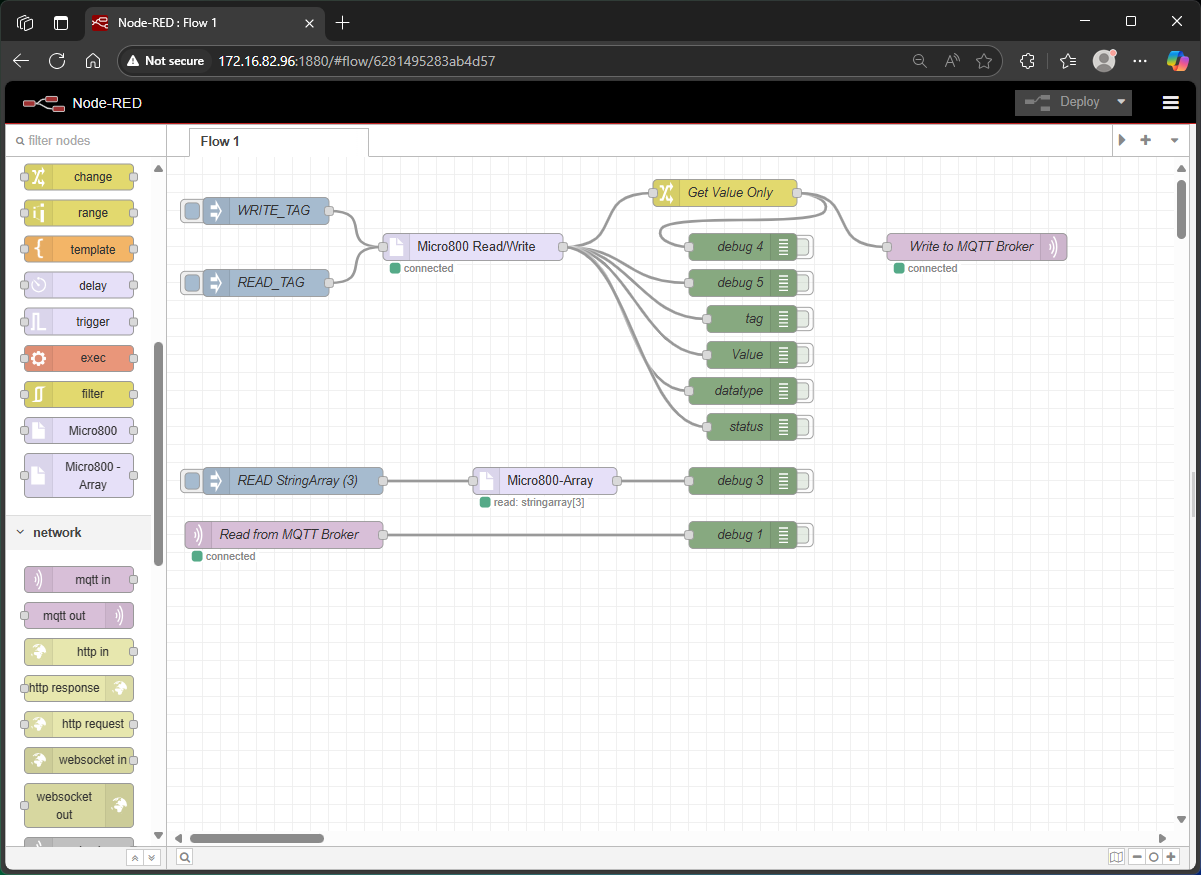 Node-RED : Flow 1
Not secure
172.16.82.96:1880/#flow/6281495283ab4d57
Node-RED
Deploy
filter nodes
Flow 1
change
range
template
delay
trigger
exec
filter
Micro800
Micro800 -
Array
network
mqtt in
mqtt out
http in
http response
http request
websocket in
websocket
out
WRITE_TAG
READ_TAG
Micro800 Read/Write
connected
Get Value Only
debug 4
debug 5
tag
Value
datatype
status
Write to MQTT Broker
connected
READ StringArray (3)
Micro800-Array
read: stringarray[3]
debug 3
Read from MQTT Broker
connected
debug 1